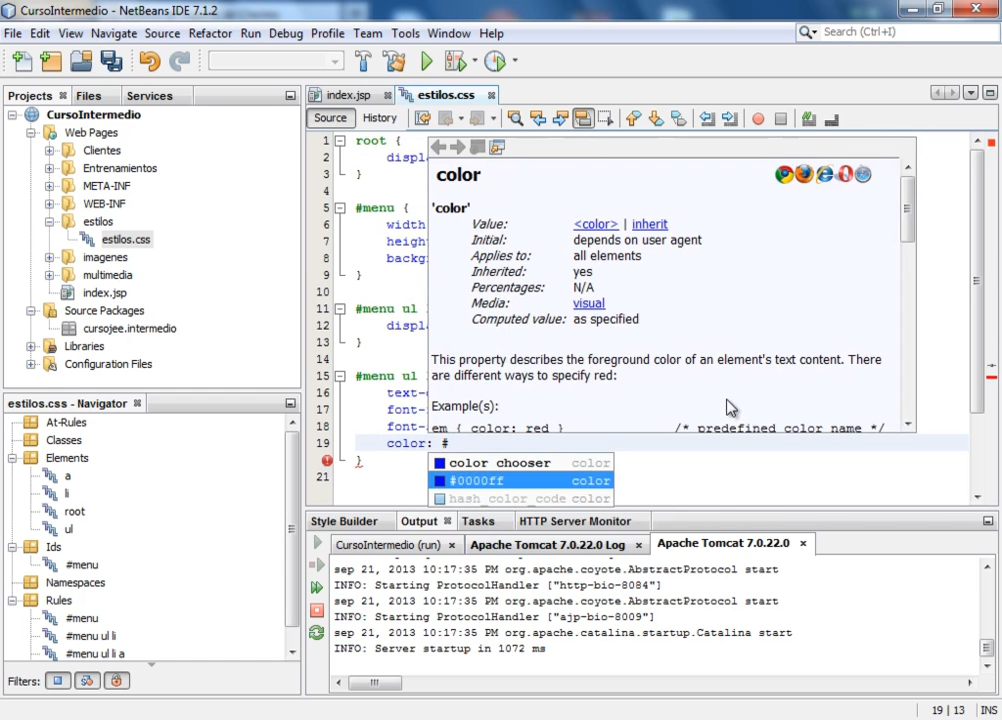 CursoIntermedio - NetBeans IDE 7.1.2
File Edit View Navigate Source Refactor Run Debug Profile Team Tools Window Help
Search (Ctrl+I)
Projects Files Services
CursoIntermedio
Web Pages
Clientes
Entrenamientos
META-INF
WEB-INF
estilos
estilos.css
imagenes
multimedia
index.jsp
Source Packages
cursojee.intermedio
Libraries
Configuration Files
estilos.css - Navigator
At-Rules
Classes
Elements
a
li
root
ul
Ids
#menu
Namespaces
Rules
#menu
#menu ul li
#menu ul li a
Filters:
index.jsp estilos.css
Source History
1 root {
2 displ
3 }
4
5 #menu {
6 width
7 heigh
8 backg
9 }
10
11 #menu ul l
12 displ
13 }
14
15 #menu ul l
16 text-
17 font-
18 font-
19 color: #
}
21
color
'color'
Value: <color> | inherit
Initial: depends on user agent
Applies to: all elements
Inherited: yes
Percentages: N/A
Media: visual
Computed value: as specified
This property describes the foreground color of an element's text content. There
are different ways to specify red:
Example(s):
em { color: red } /* predefined color name */
color chooser color
#0000ff color
hash_color_code color
Style Builder Output Tasks HTTP Server Monitor
CursoIntermedio (run) Apache Tomcat 7.0.22.0 Log Apache Tomcat 7.0.22.0
sep 21, 2013 10:17:35 PM org.apache.coyote.AbstractProtocol start
INFO: Starting ProtocolHandler ["http-bio-8084"]
sep 21, 2013 10:17:35 PM org.apache.coyote.AbstractProtocol start
INFO: Starting ProtocolHandler ["ajp-bio-8009"]
sep 21, 2013 10:17:35 PM org.apache.catalina.startup.Catalina start
INFO: Server startup in 1072 ms
19 | 13 INS